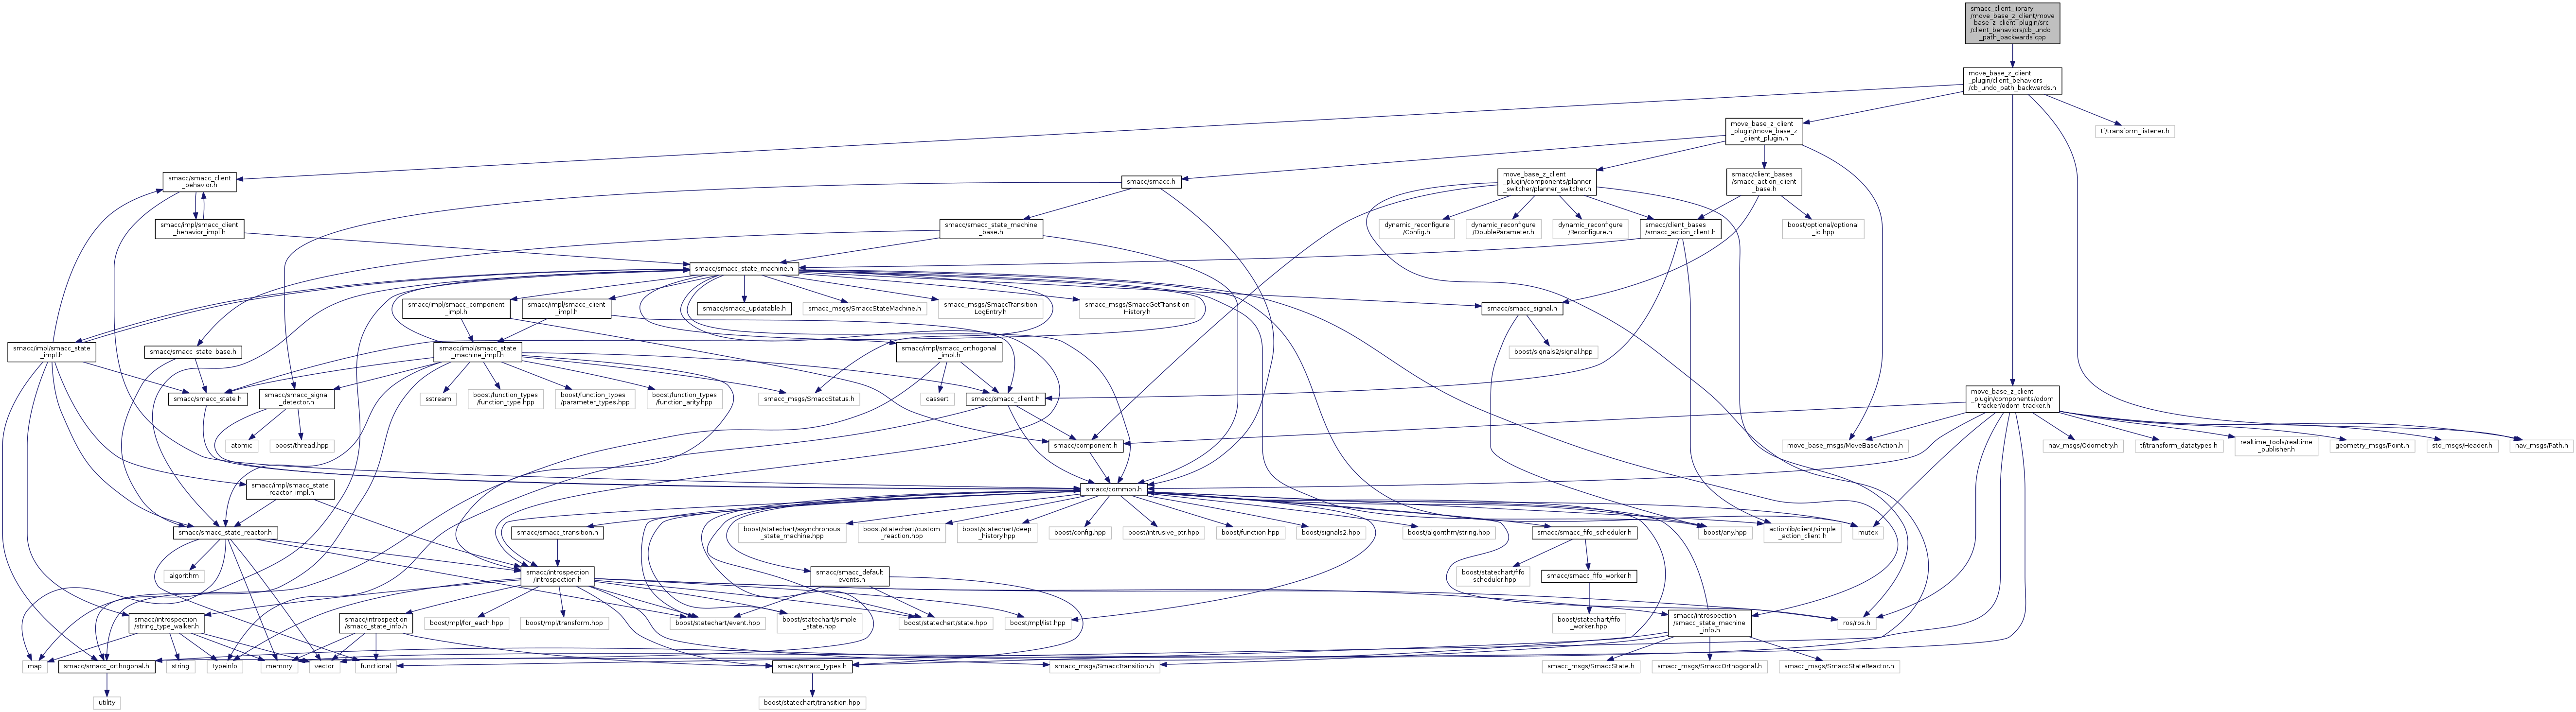 smacc_client_library
/move_base_z_client/move
_base_z_client_plugin/src
/client_behaviors/cb_undo
_path_backwards.cpp
move_base_z_client
_plugin/client_behaviors
/cb_undo_path_backwards.h
move_base_z_client
_plugin/move_base_z
_client_plugin.h
tf/transform_listener.h
smacc/smacc_client
_behavior.h
smacc/smacc.h
move_base_z_client
_plugin/components/planner
_switcher/planner_switcher.h
smacc/client_bases
/smacc_action_client
_base.h
smacc/impl/smacc_client
_behavior_impl.h
smacc/smacc_state_machine
_base.h
dynamic_reconfigure
/Config.h
dynamic_reconfigure
/DoubleParameter.h
dynamic_reconfigure
/Reconfigure.h
smacc/client_bases
/smacc_action_client.h
boost/optional/optional
_io.hpp
smacc/smacc_state_machine.h
smacc/impl/smacc_component
_impl.h
smacc/impl/smacc_client
_impl.h
smacc/smacc_updatable.h
smacc_msgs/SmaccStateMachine.h
smacc_msgs/SmaccTransition
LogEntry.h
smacc_msgs/SmaccGetTransition
History.h
smacc/smacc_signal.h
smacc/impl/smacc_state
_impl.h
smacc/smacc_state_base.h
smacc/impl/smacc_state
_machine_impl.h
smacc/impl/smacc_orthogonal
_impl.h
boost/signals2/signal.hpp
smacc/smacc_state.h
smacc/smacc_signal
_detector.h
sstream
boost/function_types
/function_type.hpp
boost/function_types
/parameter_types.hpp
boost/function_types
/function_arity.hpp
smacc_msgs/SmaccStatus.h
cassert
smacc/smacc_client.h
move_base_z_client
_plugin/components/odom
_tracker/odom_tracker.h
atomic
boost/thread.hpp
smacc/component.h
move_base_msgs/MoveBaseAction.h
nav_msgs/Odometry.h
tf/transform_datatypes.h
realtime_tools/realtime
_publisher.h
geometry_msgs/Point.h
std_msgs/Header.h
nav_msgs/Path.h
smacc/impl/smacc_state
_reactor_impl.h
smacc/common.h
smacc/smacc_state_reactor.h
smacc/smacc_transition.h
boost/statechart/asynchronous
_state_machine.hpp
boost/statechart/custom
_reaction.hpp
boost/statechart/deep
_history.hpp
boost/config.hpp
boost/intrusive_ptr.hpp
boost/function.hpp
boost/signals2.hpp
boost/algorithm/string.hpp
smacc/smacc_fifo_scheduler.h
boost/any.hpp
actionlib/client/simple
_action_client.h
mutex
algorithm
smacc/introspection
/introspection.h
smacc/smacc_default
_events.h
boost/statechart/fifo
_scheduler.hpp
smacc/smacc_fifo_worker.h
smacc/introspection
/string_type_walker.h
smacc/introspection
/smacc_state_info.h
boost/mpl/for_each.hpp
boost/mpl/transform.hpp
boost/statechart/event.hpp
boost/statechart/simple
_state.hpp
boost/statechart/state.hpp
boost/mpl/list.hpp
boost/statechart/fifo
_worker.hpp
smacc/introspection
/smacc_state_machine
_info.h
ros/ros.h
map
smacc/smacc_orthogonal.h
string
typeinfo
memory
vector
functional
smacc/smacc_types.h
smacc_msgs/SmaccTransition.h
smacc_msgs/SmaccState.h
smacc_msgs/SmaccOrthogonal.h
smacc_msgs/SmaccStateReactor.h
utility
boost/statechart/transition.hpp